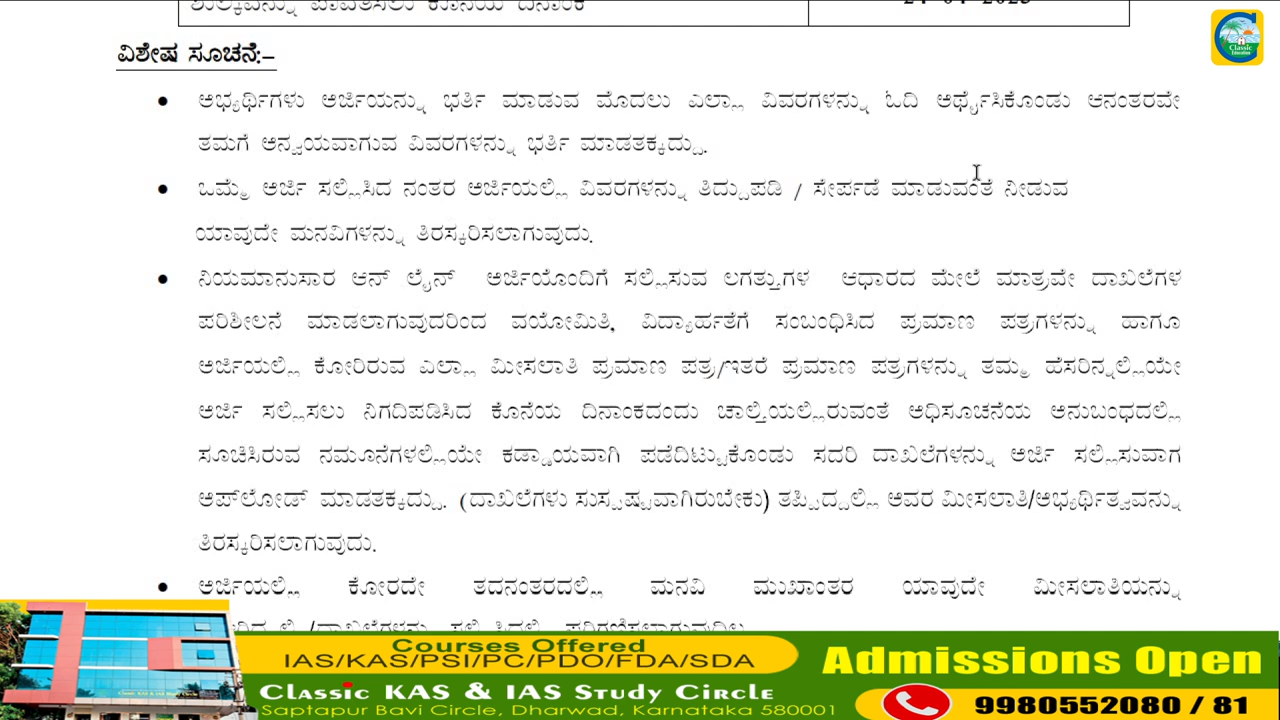 ಶುಲ್ಕವನ್ನು ಪಾವತಿಸಲು ಕೊನೆಯ ದಿನಾಂಕ
ವಿಶೇಷ ಸೂಚನೆ:–
Classic
Education
• ಅಭ್ಯರ್ಥಿಗಳು ಅರ್ಜಿಯನ್ನು ಭರ್ತಿ ಮಾಡುವ ಮೊದಲು ಎಲ್ಲಾ ವಿವರಗಳನ್ನು ಓದಿ ಅರ್ಥೈಸಿಕೊಂಡು ಆನಂತರವೇ
ತಮಗೆ ಅನ್ವಯವಾಗುವ ವಿವರಗಳನ್ನು ಭರ್ತಿ ಮಾಡತಕ್ಕದ್ದು.
• ಒಮ್ಮೆ ಅರ್ಜಿ ಸಲ್ಲಿಸಿದ ನಂತರ ಅರ್ಜಿಯಲ್ಲಿ ವಿವರಗಳನ್ನು ತಿದ್ದುಪಡಿ / ಸೇರ್ಪಡೆ ಮಾಡುವಂತೆ ನೀಡುವ
ಯಾವುದೇ ಮನವಿಗಳನ್ನು ತಿರಸ್ಕರಿಸಲಾಗುವುದು.
• ನಿಯಮಾನುಸಾರ ಆನ್ ಲೈನ್ ಅರ್ಜಿಯೊಂದಿಗೆ ಸಲ್ಲಿಸುವ ಲಗತ್ತುಗಳ ಆಧಾರದ ಮೇಲೆ ಮಾತ್ರವೇ ದಾಖಲೆಗಳ
ಪರಿಶೀಲನೆ ಮಾಡಲಾಗುವುದರಿಂದ ವಯೋಮಿತಿ, ವಿದ್ಯಾರ್ಹತೆಗೆ ಸಂಬಂಧಿಸಿದ ಪ್ರಮಾಣ ಪತ್ರಗಳನ್ನು ಹಾಗೂ
ಅರ್ಜಿಯಲ್ಲಿ ಕೋರಿರುವ ಎಲ್ಲಾ ಮೀಸಲಾತಿ ಪ್ರಮಾಣ ಪತ್ರ/ಇತರೆ ಪ್ರಮಾಣ ಪತ್ರಗಳನ್ನು ತಮ್ಮ ಹೆಸರಿನ್ನಲ್ಲಿಯೇ
ಅರ್ಜಿ ಸಲ್ಲಿಸಲು ನಿಗದಿಪಡಿಸಿದ ಕೊನೆಯ ದಿನಾಂಕದಂದು ಚಾಲ್ತಿಯಲ್ಲಿರುವಂತೆ ಅಧಿಸೂಚನೆಯ ಅನುಬಂಧದಲ್ಲಿ
ಸೂಚಿಸಿರುವ ನಮೂನೆಗಳಲ್ಲಿಯೇ ಕಡ್ಡಾಯವಾಗಿ ಪಡೆದಿಟ್ಟುಕೊಂಡು ಸದರಿ ದಾಖಲೆಗಳನ್ನು ಅರ್ಜಿ ಸಲ್ಲಿಸುವಾಗ
ಅಪ್‌ಲೋಡ್ ಮಾಡತಕ್ಕದ್ದು. (ದಾಖಲೆಗಳು ಸುಸ್ಪಷ್ಟವಾಗಿರುಬೇಕು) ತಪ್ಪಿದ್ದಲ್ಲಿ ಅವರ ಮೀಸಲಾತಿ/ಅಭ್ಯರ್ಥಿತ್ವವನ್ನು
ತಿರಸ್ಕರಿಸಲಾಗುವುದು.
• ಅರ್ಜಿಯಲ್ಲಿ ಕೋರದೇ ತದನಂತರದಲ್ಲಿ ಮನವಿ ಮುಖಾಂತರ ಯಾವುದೇ ಮೀಸಲಾತಿಯನ್ನು
Courses Offered
IAS/KAS/PSI/PC/PDO/FDA/SDA
Classic KAS & IAS Study Circle
Saptapur Bavi Circle, Dharwad, Karnataka 580001
Admissions Open
9980552080 / 81